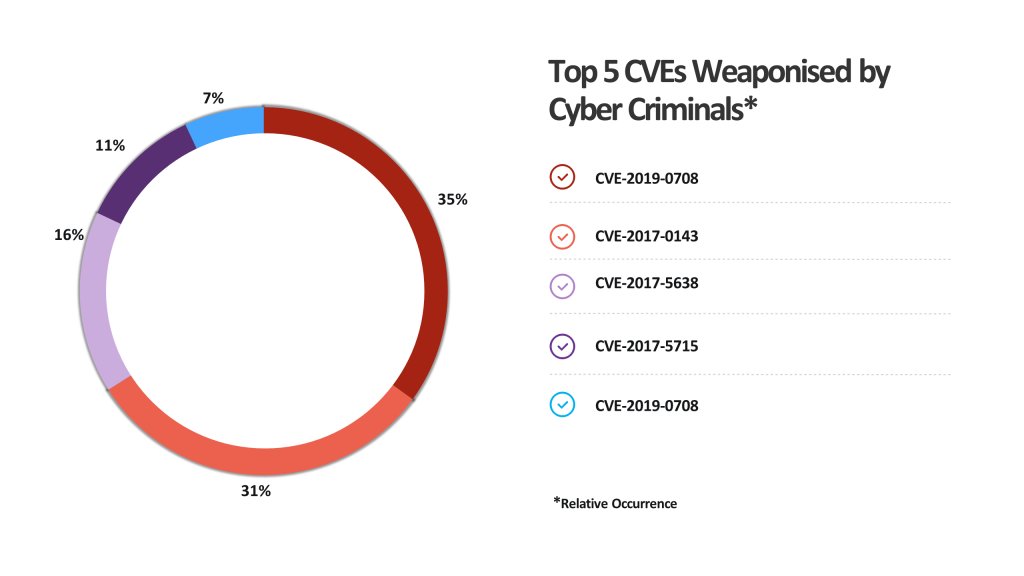 Top 5 CVEs Weaponised by
Cyber Criminals*
7%
11%
35%
16%
31%
CVE-2019-0708
CVE-2017-0143
CVE-2017-5638
CVE-2017-5715
CVE-2019-0708
*Relative Occurrence